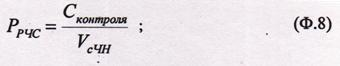 P_РЧС = C_контроля / V_сЧН ; (Ф.8)